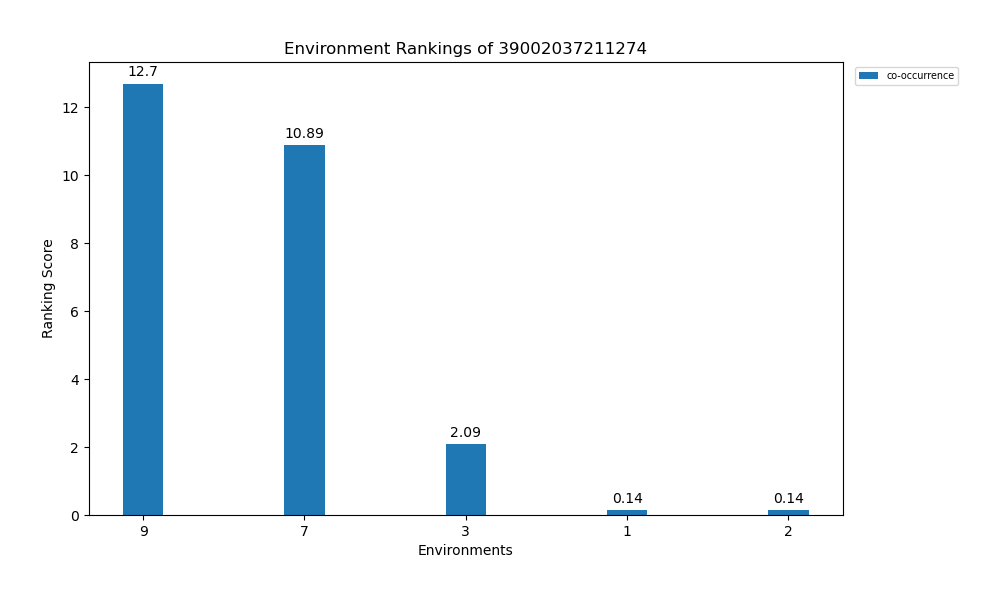 Environment Rankings of 39002037211274
co-occurrence
12.7
10.89
2.09
0.14
0.14
Ranking Score
12
10
8
6
4
2
0
9 7 3 1 2
Environments